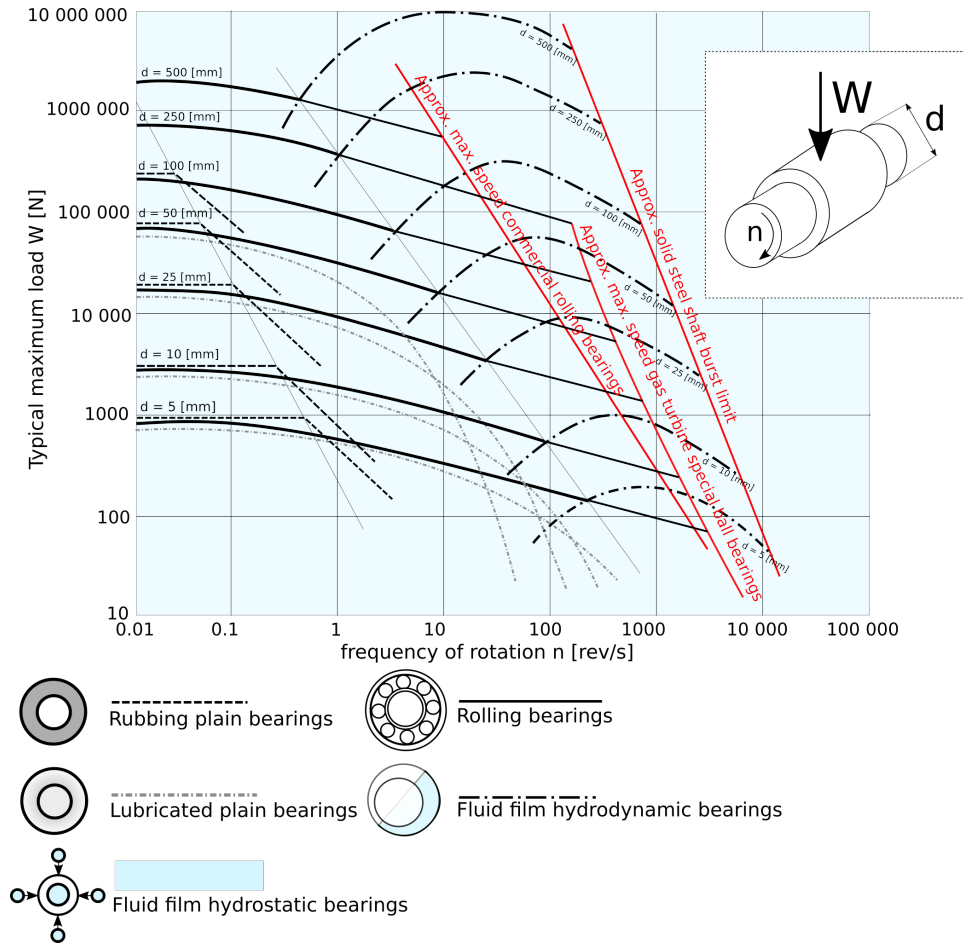 Typical maximum load W [N]
10 000 000
1000 000
100 000
10 000
1000
100
10
0.01
0.1
1
10
100
1000
10 000
100 000
frequency of rotation n [rev/s]
d = 500 [mm]
d = 250 [mm]
d = 100 [mm]
d = 50 [mm]
d = 25 [mm]
d = 10 [mm]
d = 5 [mm]
d = 500 [mm]
d = 250 [mm]
d = 100 [mm]
d = 50 [mm]
d = 25 [mm]
d = 10 [mm]
d = 5 [mm]
Approx. max. speed commercial rolling bearings
Approx. max. speed gas turbine special ball bearings
Approx. solid steel shaft burst limit
W
d
n
Rubbing plain bearings
Rolling bearings
Lubricated plain bearings
Fluid film hydrodynamic bearings
Fluid film hydrostatic bearings